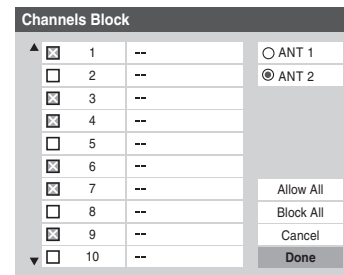 Channels Block
1 -- ANT 1
2 -- ANT 2
3 --
4 --
5 --
6 --
7 -- Allow All
8 -- Block All
9 -- Cancel
10 -- Done